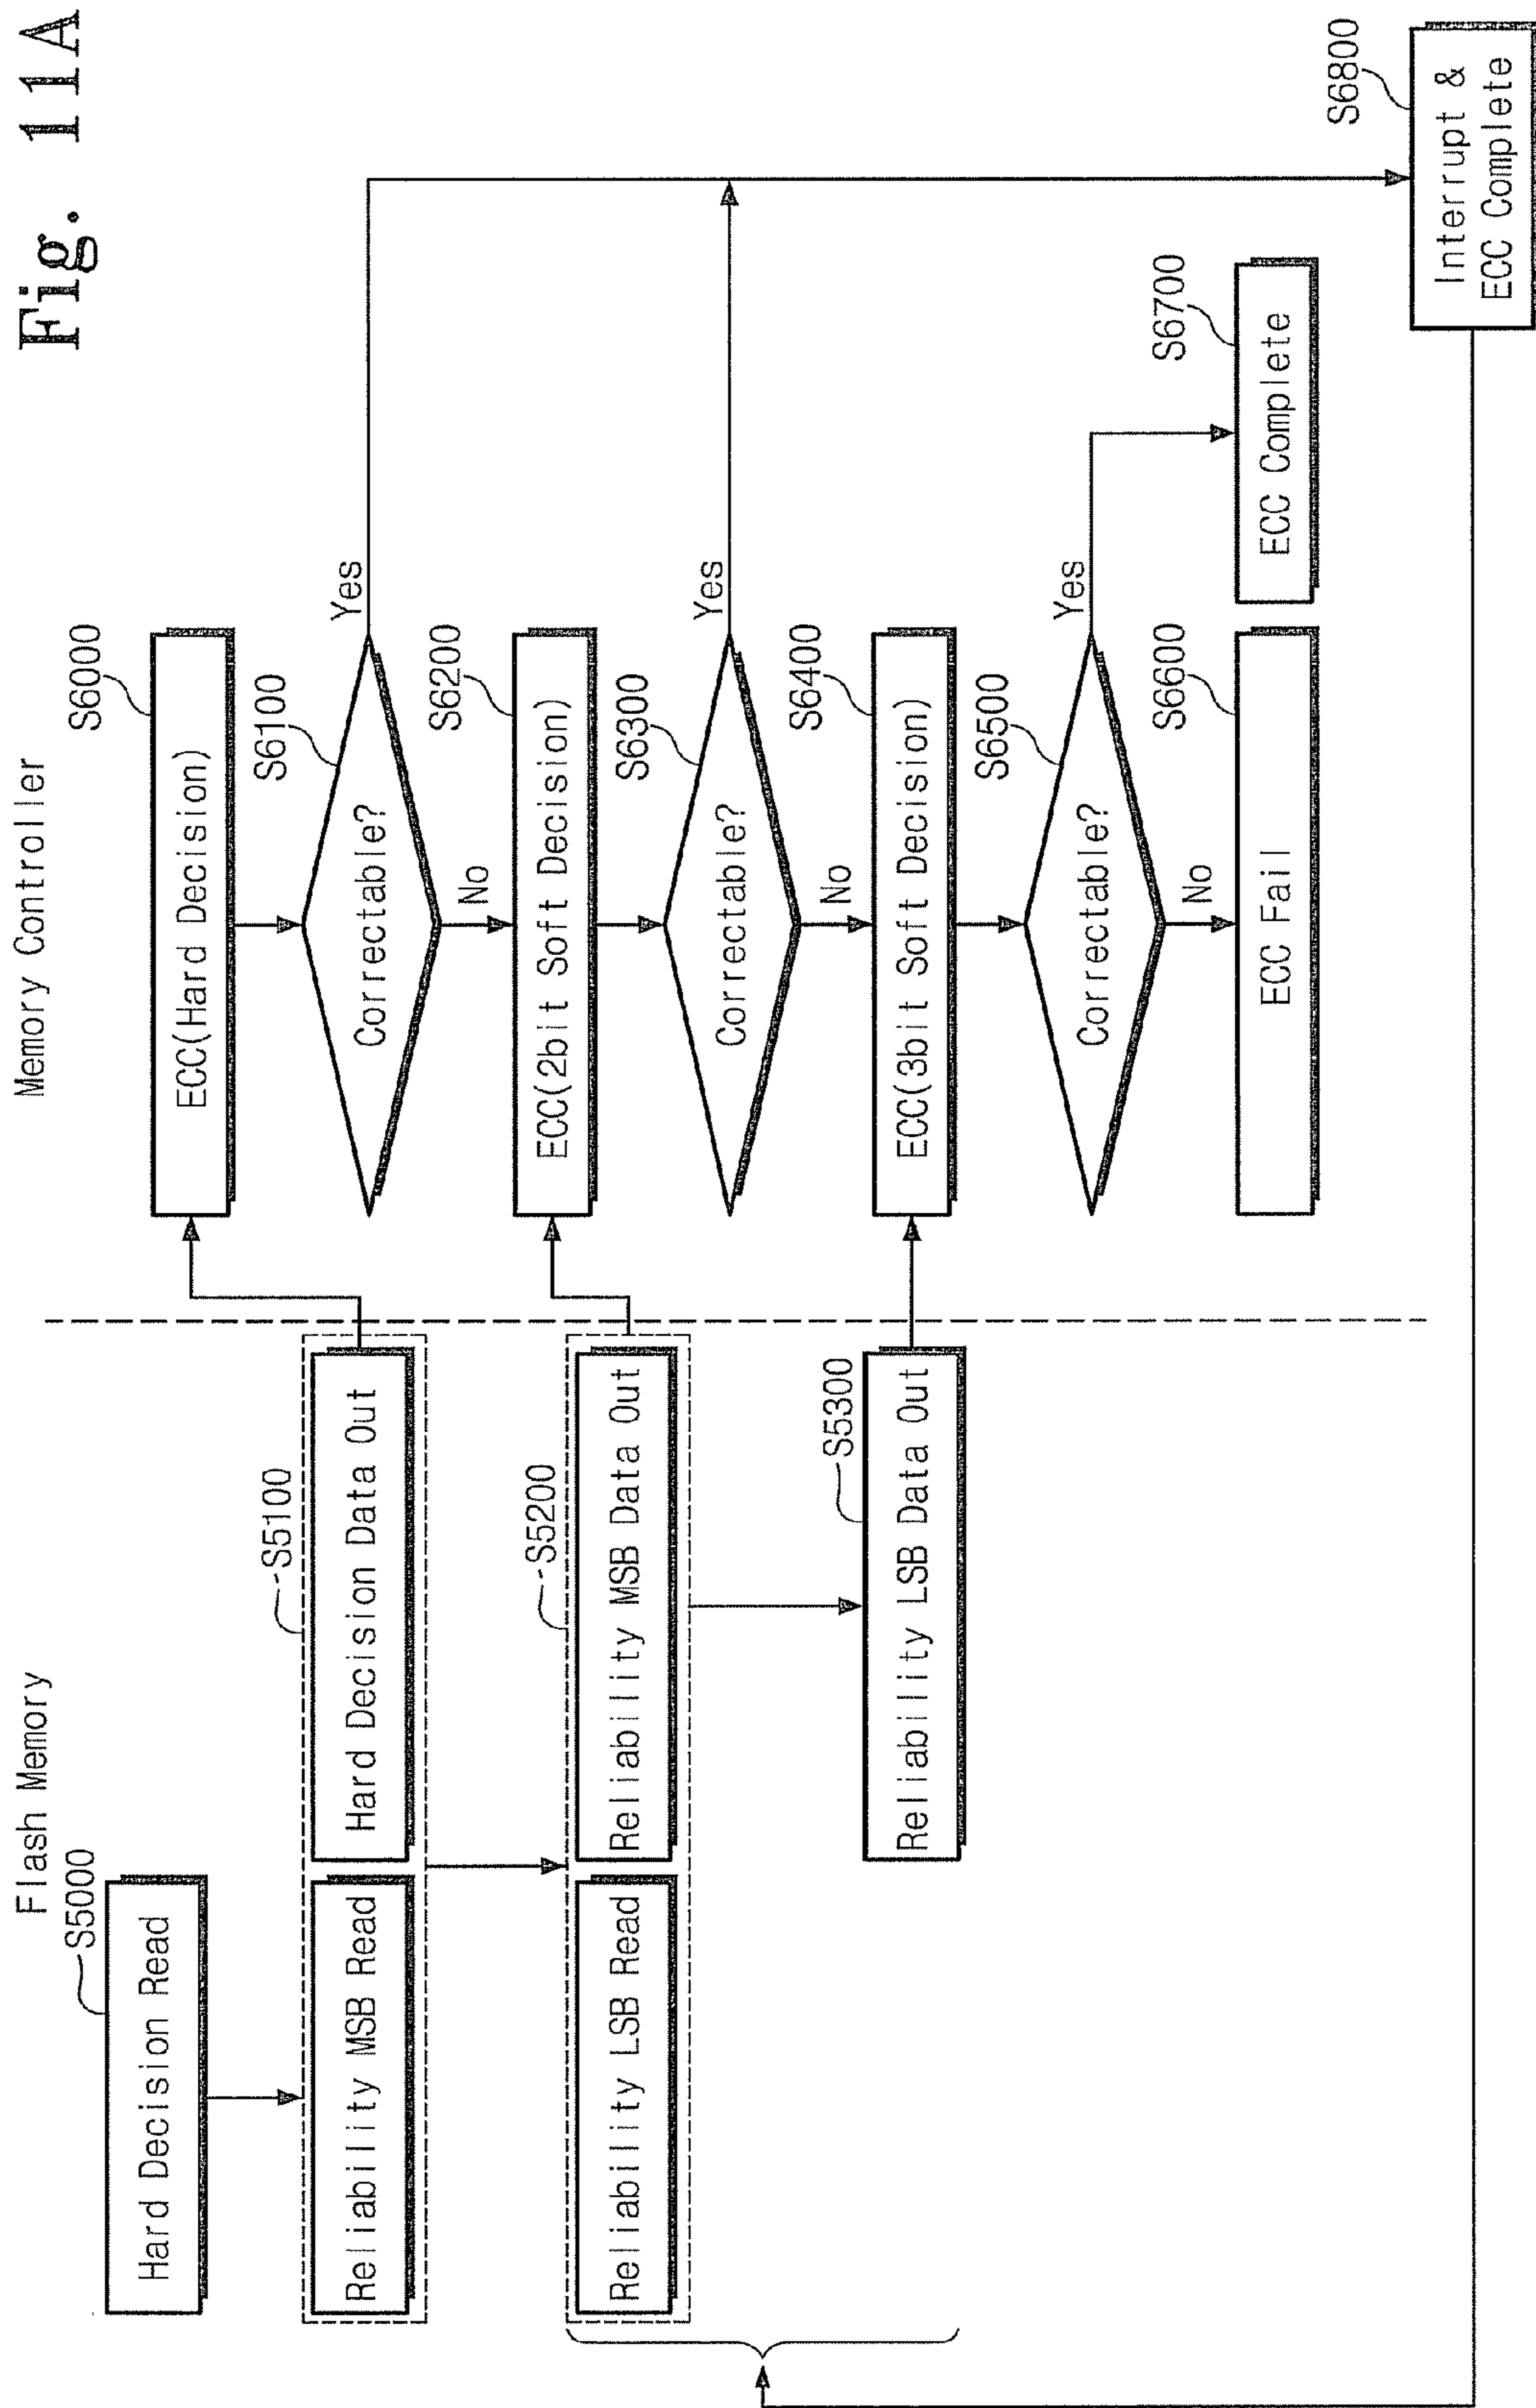 Fig. 11A
Flash Memory
Memory Controller
S5000
Hard Decision Read
S5100
Reliability MSB Read
Hard Decision Data Out
S5200
Reliability LSB Read
Reliability MSB Data Out
S5300
Reliability LSB Data Out
S6000
ECC(Hard Decision)
S6100
Correctable?
Yes
No
S6200
ECC(2bit Soft Decision)
S6300
Correctable?
Yes
No
S6400
ECC(3bit Soft Decision)
S6500
Correctable?
Yes
No
S6600
ECC Fail
S6700
ECC Complete
S6800
Interrupt &
ECC Complete